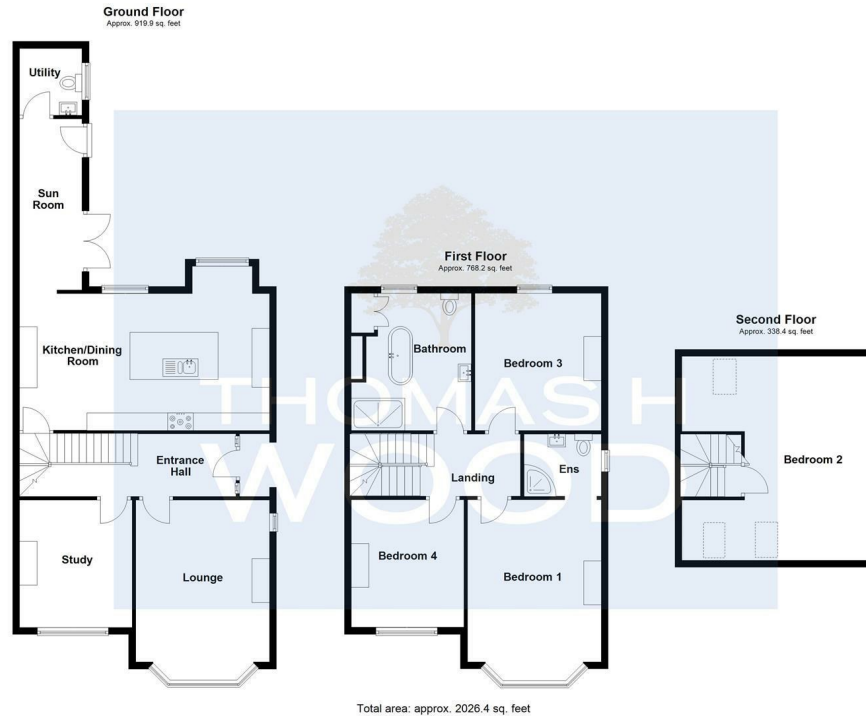 Ground Floor
Approx. 919.9 sq. feet
Utility
Sun
Room
Kitchen/Dining
Room
Entrance
Hall
Study
Lounge
First Floor
Approx. 768.2 sq. feet
Bathroom
Bedroom 3
Landing
Ens
Bedroom 4
Bedroom 1
Second Floor
Approx. 338.4 sq. feet
Bedroom 2
THOMAS H
WOOD
Total area: approx. 2026.4 sq. feet